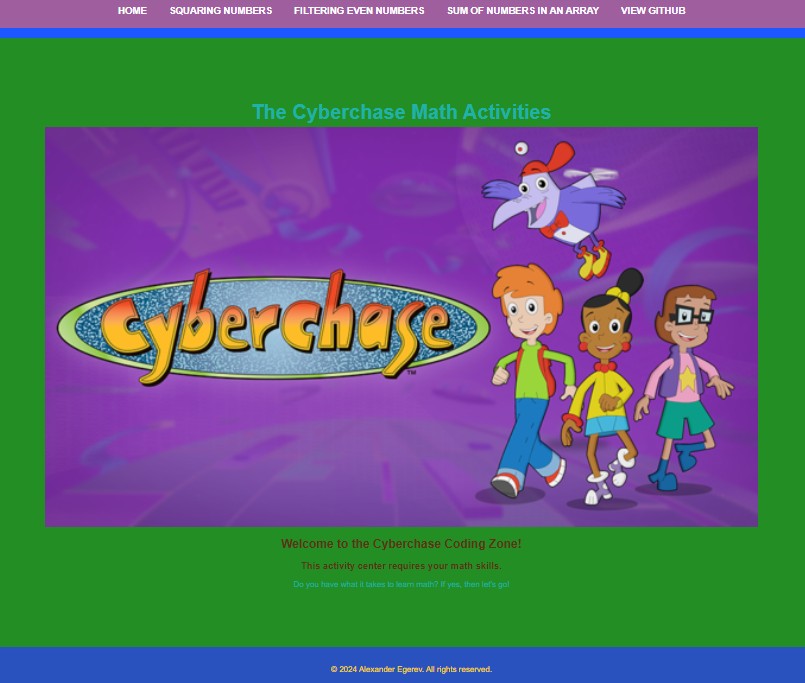 HOME SQUARING NUMBERS FILTERING EVEN NUMBERS SUM OF NUMBERS IN AN ARRAY VIEW GITHUB
The Cyberchase Math Activities
Cyberchase
TM
Welcome to the Cyberchase Coding Zone!
This activity center requires your math skills.
Do you have what it takes to learn math? If yes, then let's go!
© 2024 Alexander Egerev. All rights reserved.